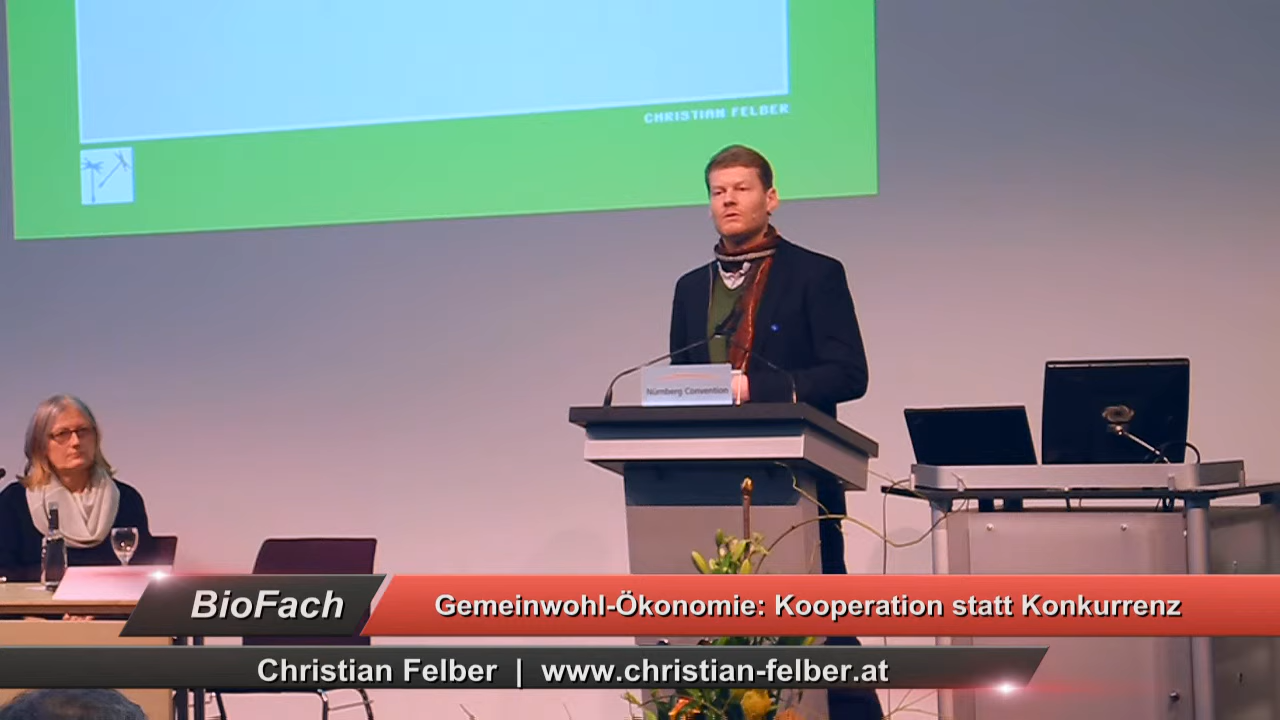 CHRISTIAN FELBER
Nürnberg Convention
BioFach
Gemeinwohl-Ökonomie: Kooperation statt Konkurrenz
Christian Felber | www.christian-felber.at